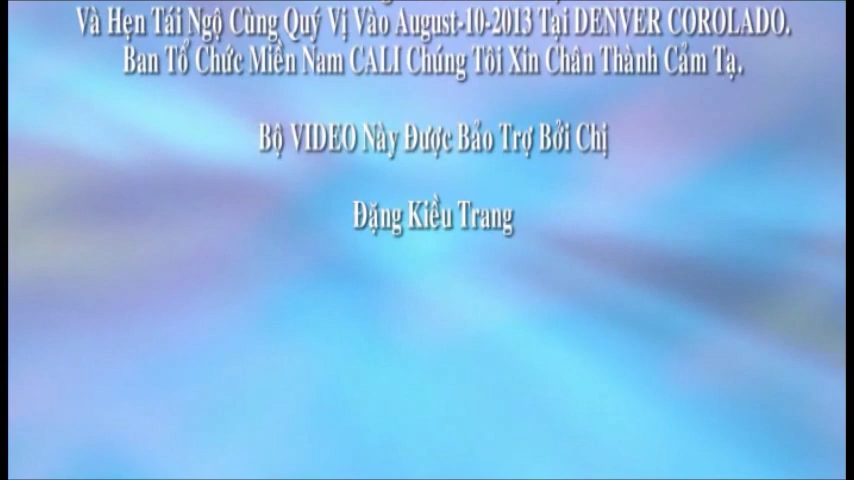 Và Hẹn Tái Ngộ Cùng Quý Vị Vào August-10-2013 Tại DENVER COROLADO.
Ban Tổ Chức Miền Nam CALI Chúng Tôi Xin Chân Thành Cảm Tạ.
Bộ VIDEO Này Được Bảo Trợ Bởi Chị
Đặng Kiều Trang